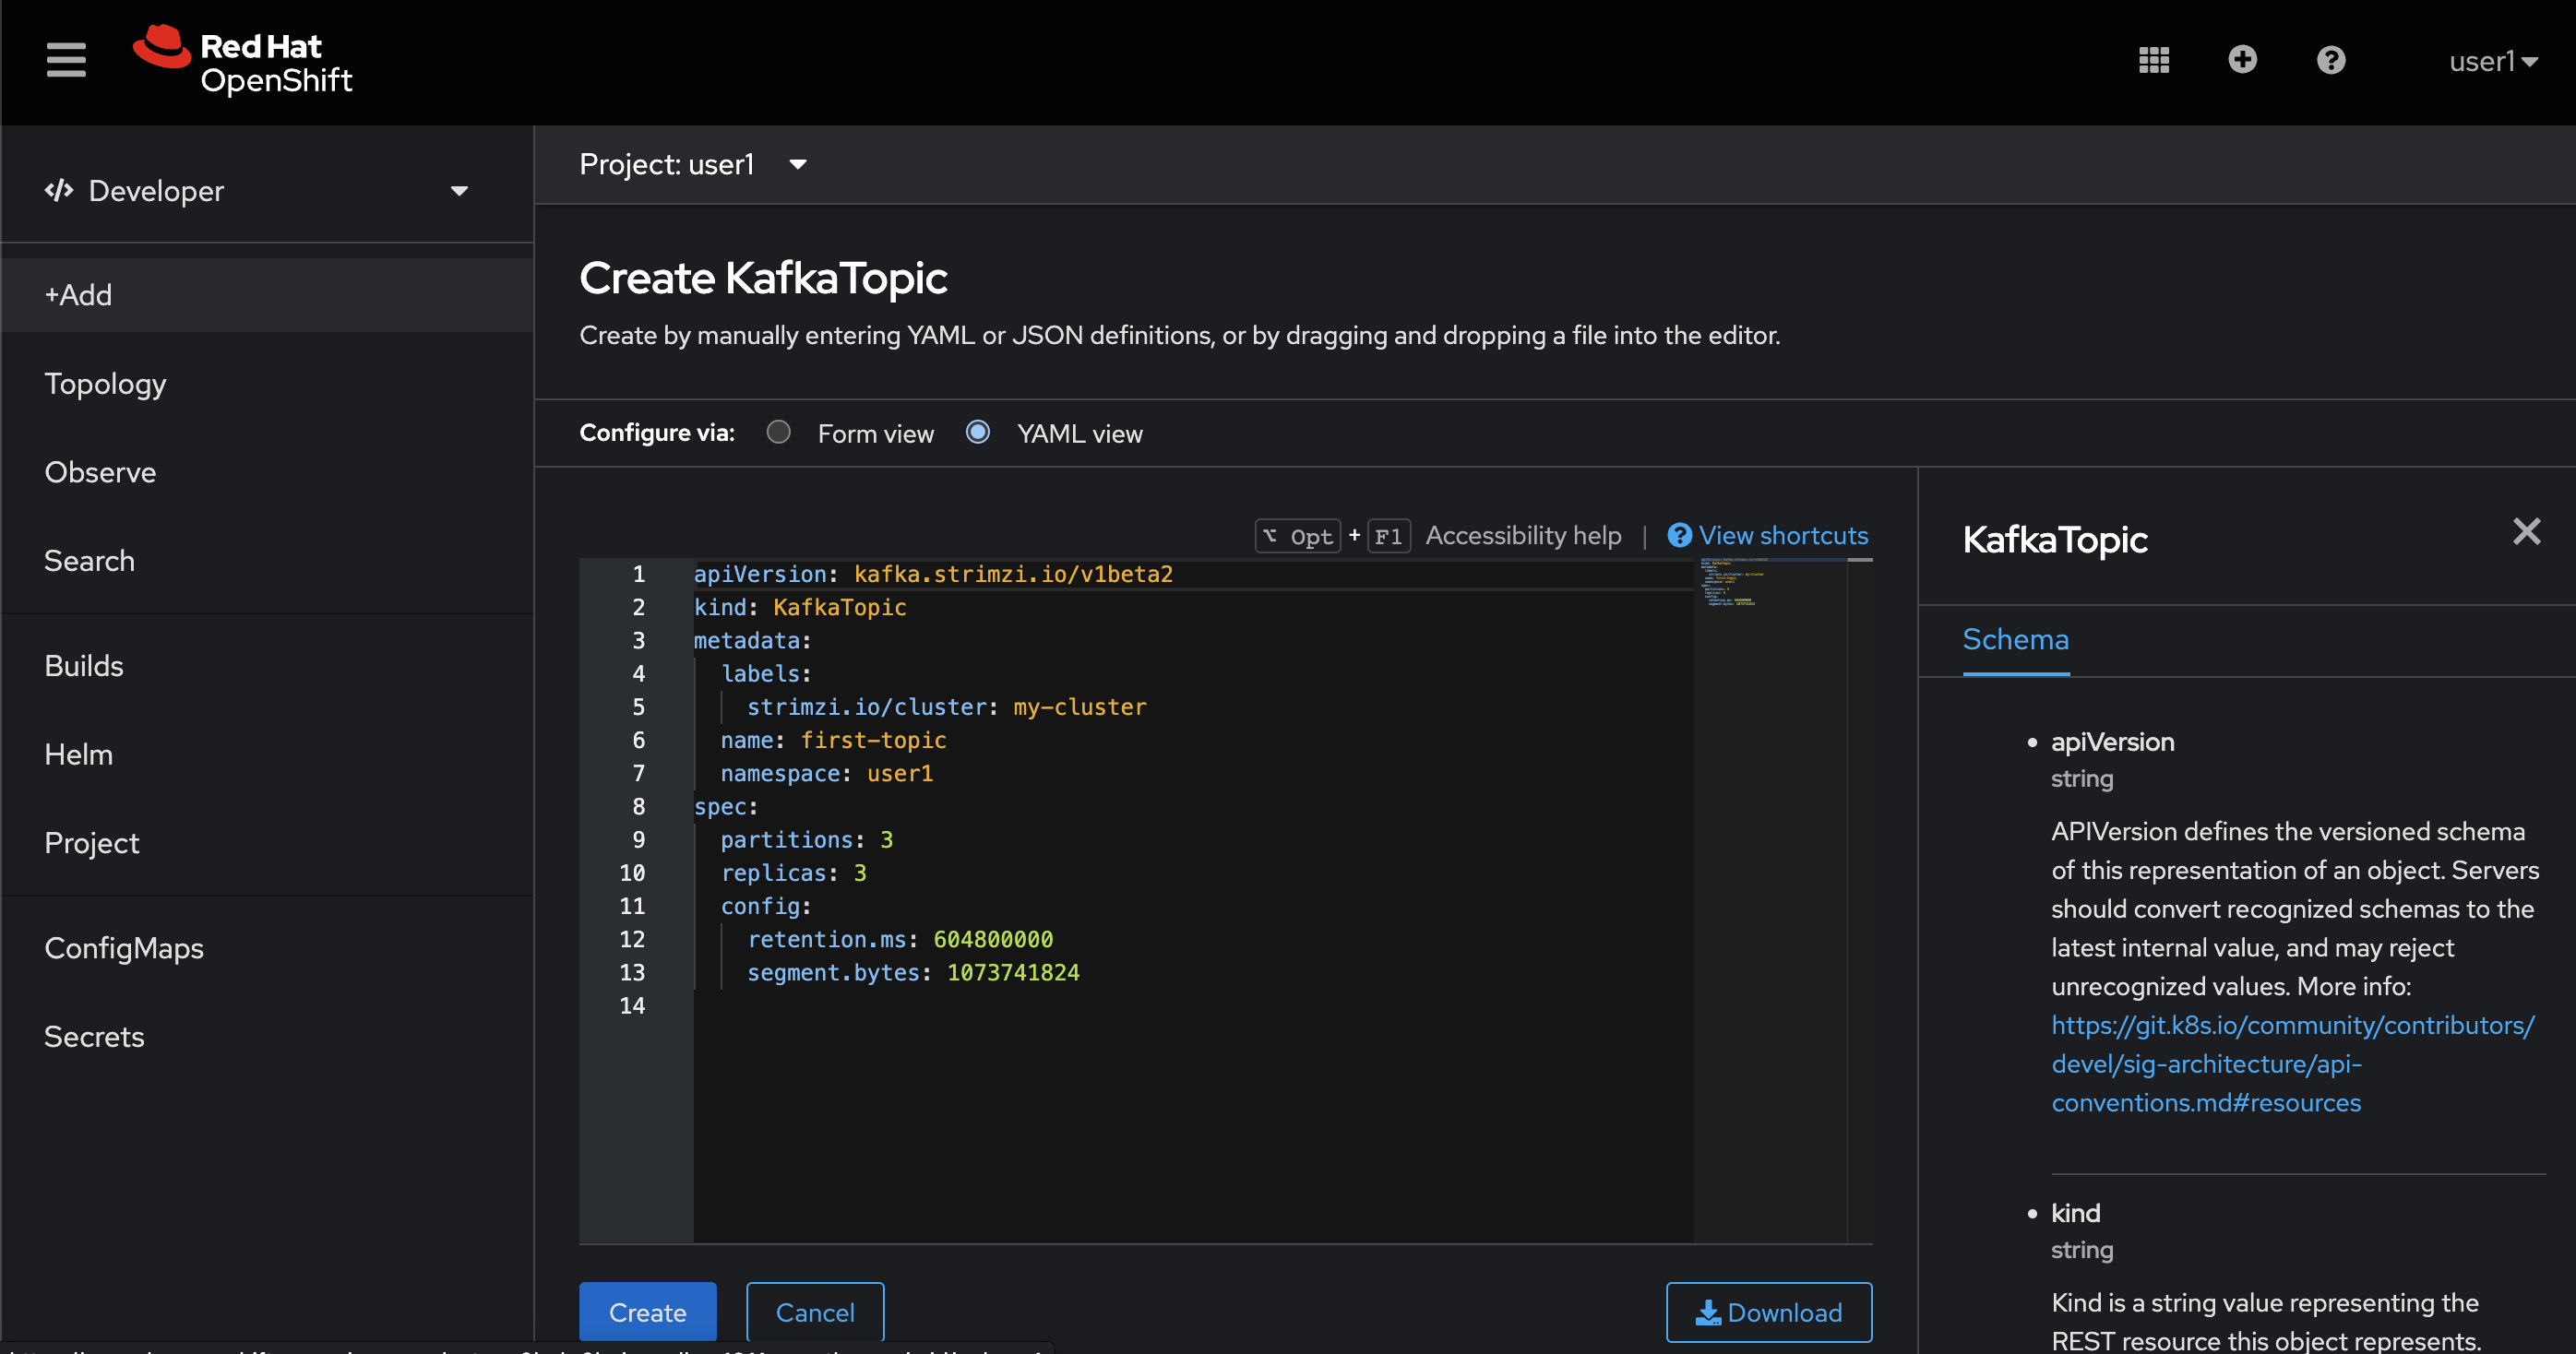 Red Hat
OpenShift
user1
Developer
+Add
Topology
Observe
Search
Builds
Helm
Project
ConfigMaps
Secrets
Project: user1
Create KafkaTopic
Create by manually entering YAML or JSON definitions, or by dragging and dropping a file into the editor.
Configure via: Form view YAML view
⌥ Opt + F1 Accessibility help | View shortcuts
1 apiVersion: kafka.strimzi.io/v1beta2
2 kind: KafkaTopic
3 metadata:
4 labels:
5 strimzi.io/cluster: my-cluster
6 name: first-topic
7 namespace: user1
8 spec:
9 partitions: 3
10 replicas: 3
11 config:
12 retention.ms: 604800000
13 segment.bytes: 1073741824
14
Create Cancel Download
KafkaTopic
Schema
• apiVersion
string
APIVersion defines the versioned schema
of this representation of an object. Servers
should convert recognized schemas to the
latest internal value, and may reject
unrecognized values. More info:
https://git.k8s.io/community/contributors/
devel/sig-architecture/api-
conventions.md#resources
• kind
string
Kind is a string value representing the
REST resource this object represents.